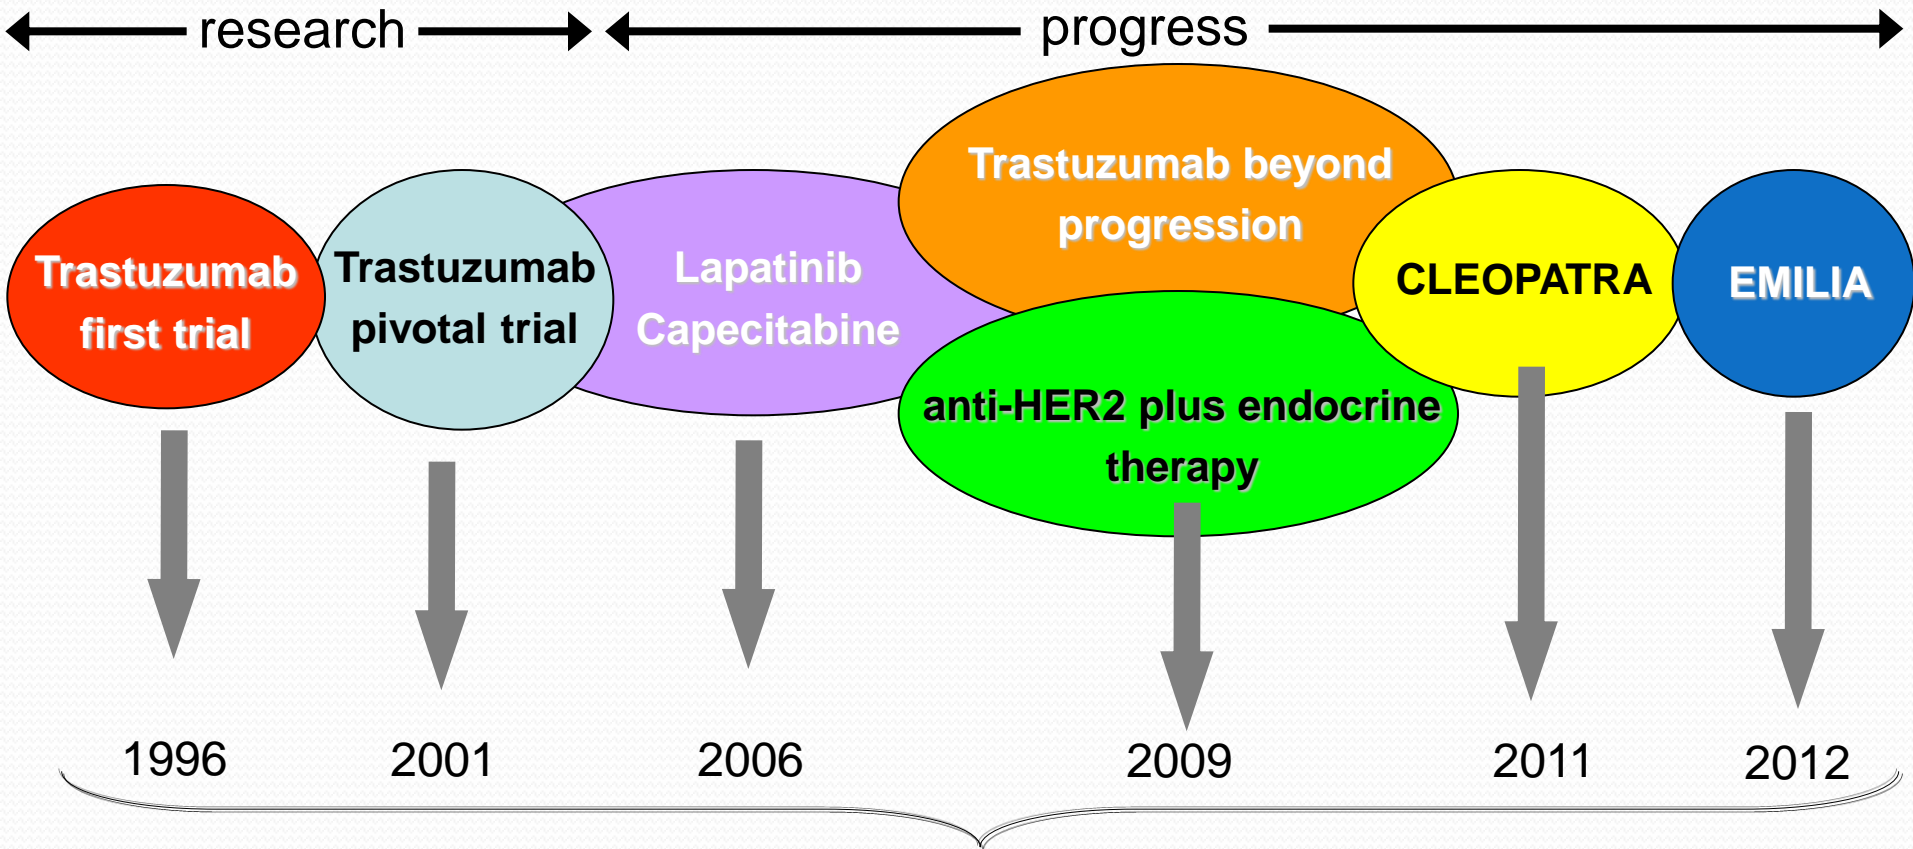 research
progress
Trastuzumab
first trial
Trastuzumab
pivotal trial
Lapatinib
Capecitabine
Trastuzumab beyond
progression
anti-HER2 plus endocrine
therapy
CLEOPATRA
EMILIA
1996
2001
2006
2009
2011
2012